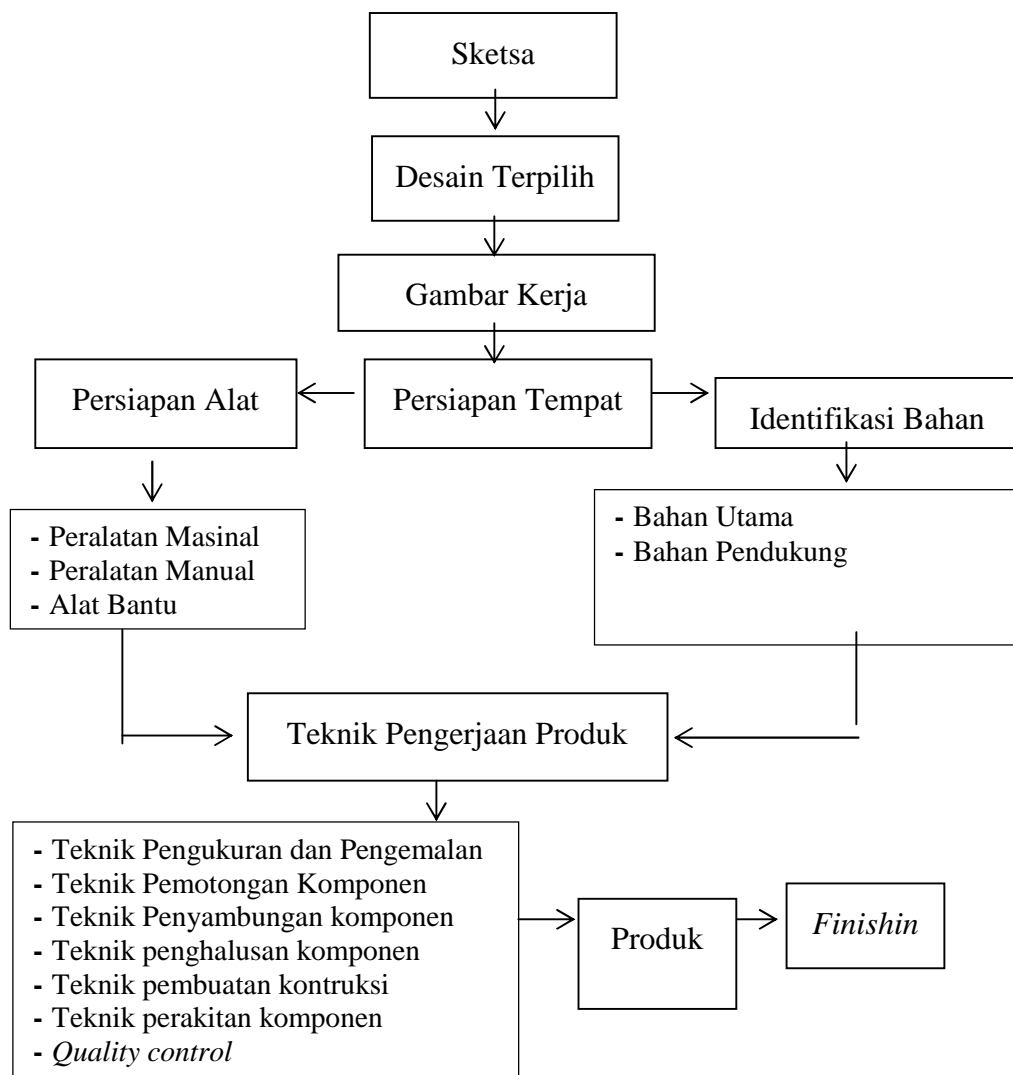 Sketsa
Desain Terpilih
Gambar Kerja
Persiapan Alat
Persiapan Tempat
Identifikasi Bahan
- Peralatan Masinal
- Peralatan Manual
- Alat Bantu
- Bahan Utama
- Bahan Pendukung
Teknik Pengerjaan Produk
- Teknik Pengukuran dan Pengemalan
- Teknik Pemotongan Komponen
- Teknik Penyambungan komponen
- Teknik penghalusan komponen
- Teknik pembuatan kontruksi
- Teknik perakitan komponen
- Quality control
Produk
Finishin